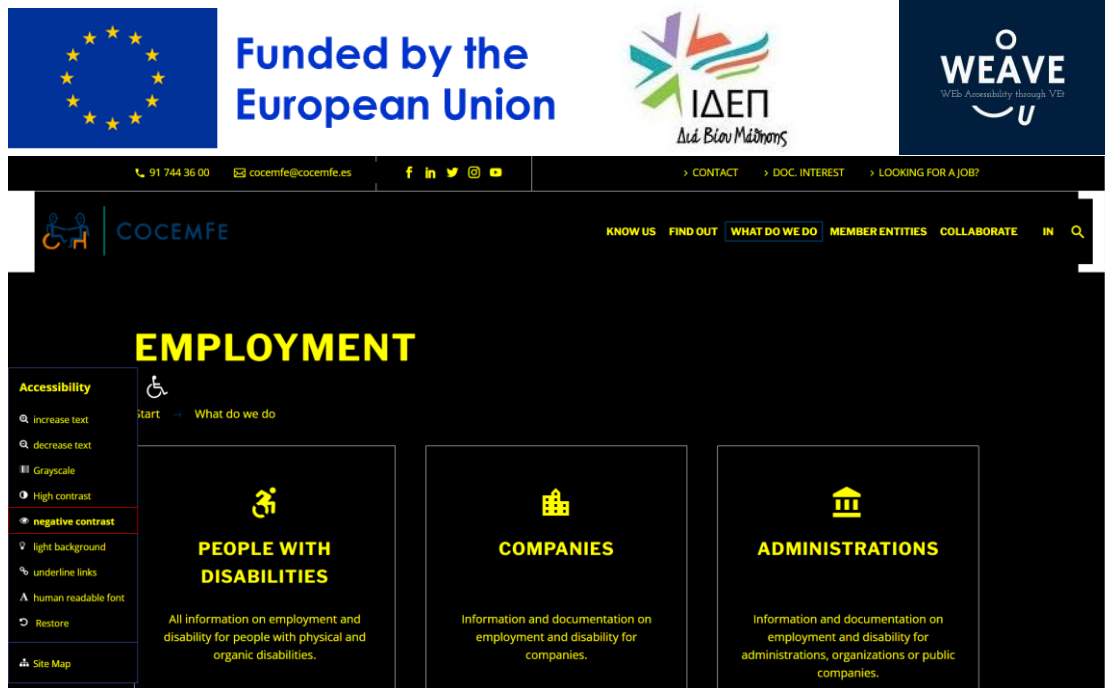 Funded by the
European Union
ΙΔΕΠ
Διά Βίου Μάθησης
WEAVE
WEb Accessibility through VEt
U
91 744 36 00 cocemfe@cocemfe.es
> CONTACT > DOC. INTEREST > LOOKING FOR A JOB?
COCEMFE
KNOW US FIND OUT WHAT DO WE DO MEMBER ENTITIES COLLABORATE IN
EMPLOYMENT
Start → What do we do
Accessibility
increase text
decrease text
Grayscale
High contrast
negative contrast
light background
underline links
human readable font
Restore
Site Map
PEOPLE WITH
DISABILITIES
All information on employment and
disability for people with physical and
organic disabilities.
COMPANIES
Information and documentation on
employment and disability for
companies.
ADMINISTRATIONS
Information and documentation on
employment and disability for
administrations, organizations or public
companies.